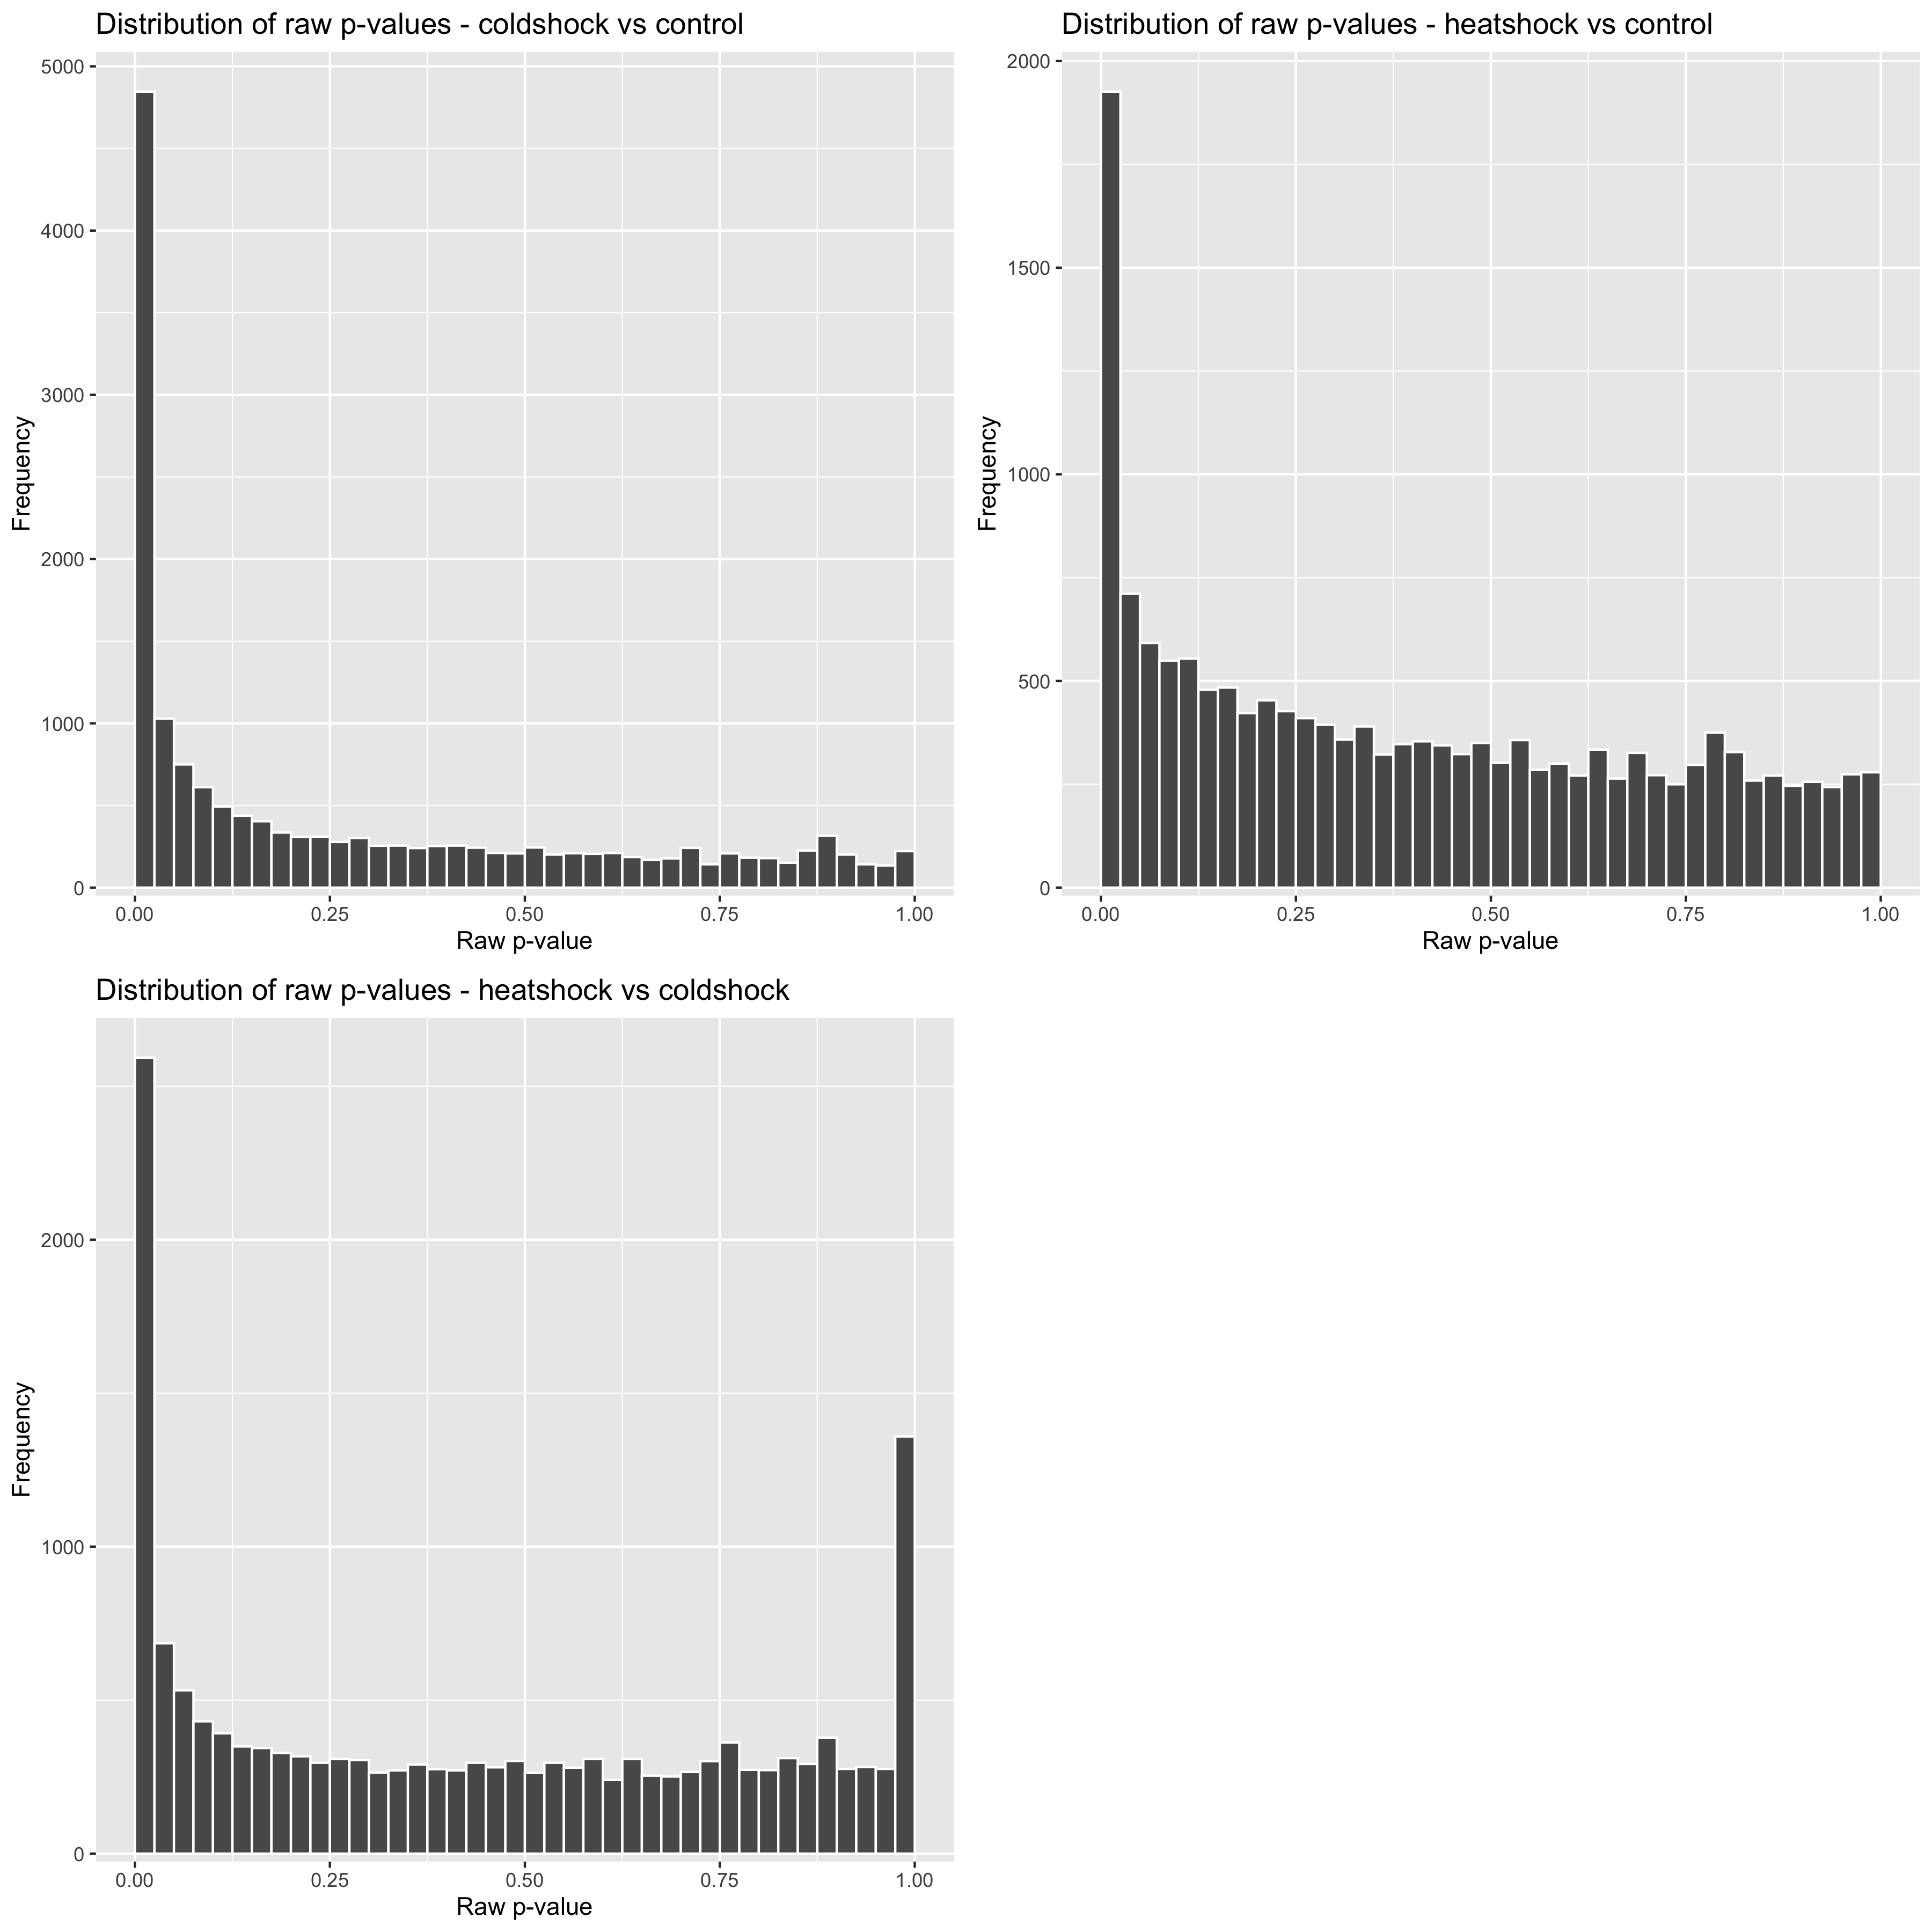 Distribution of raw p-values - coldshock vs control
5000
4000
3000
2000
1000
0
Frequency
0.00 0.25 0.50 0.75 1.00
Raw p-value
Distribution of raw p-values - heatshock vs control
2000
1500
1000
500
0
Frequency
0.00 0.25 0.50 0.75 1.00
Raw p-value
Distribution of raw p-values - heatshock vs coldshock
2000
1000
0
Frequency
0.00 0.25 0.50 0.75 1.00
Raw p-value